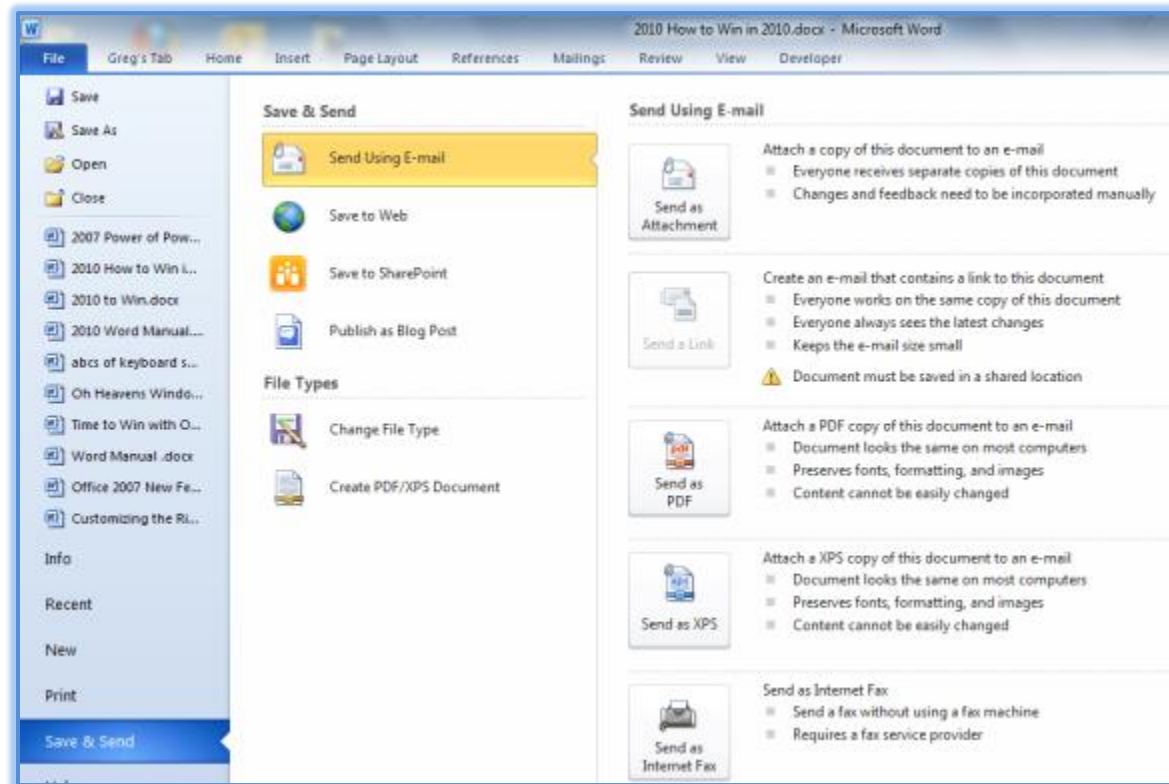 W
2010 How to Win in 2010.docx - Microsoft Word
File Greg's Tab Home Insert Page Layout References Mailings Review View Developer
Save
Save As
Open
Close
2007 Power of Pow...
2010 How to Win i...
2010 to Win.docx
2010 Word Manual....
abcs of keyboard s...
Oh Heavens Windo...
Time to Win with O...
Word Manual .docx
Office 2007 New Fe...
Customizing the Ri...
Info
Recent
New
Print
Save & Send
Save & Send
Send Using E-mail
Save to Web
Save to SharePoint
Publish as Blog Post
File Types
Change File Type
Create PDF/XPS Document
Send Using E-mail
Send as
Attachment
Attach a copy of this document to an e-mail
Everyone receives separate copies of this document
Changes and feedback need to be incorporated manually
Send a Link
Create an e-mail that contains a link to this document
Everyone works on the same copy of this document
Everyone always sees the latest changes
Keeps the e-mail size small
Document must be saved in a shared location
Send as
PDF
Attach a PDF copy of this document to an e-mail
Document looks the same on most computers
Preserves fonts, formatting, and images
Content cannot be easily changed
Send as XPS
Attach a XPS copy of this document to an e-mail
Document looks the same on most computers
Preserves fonts, formatting, and images
Content cannot be easily changed
Send as
Internet Fax
Send as Internet Fax
Send a fax without using a fax machine
Requires a fax service provider